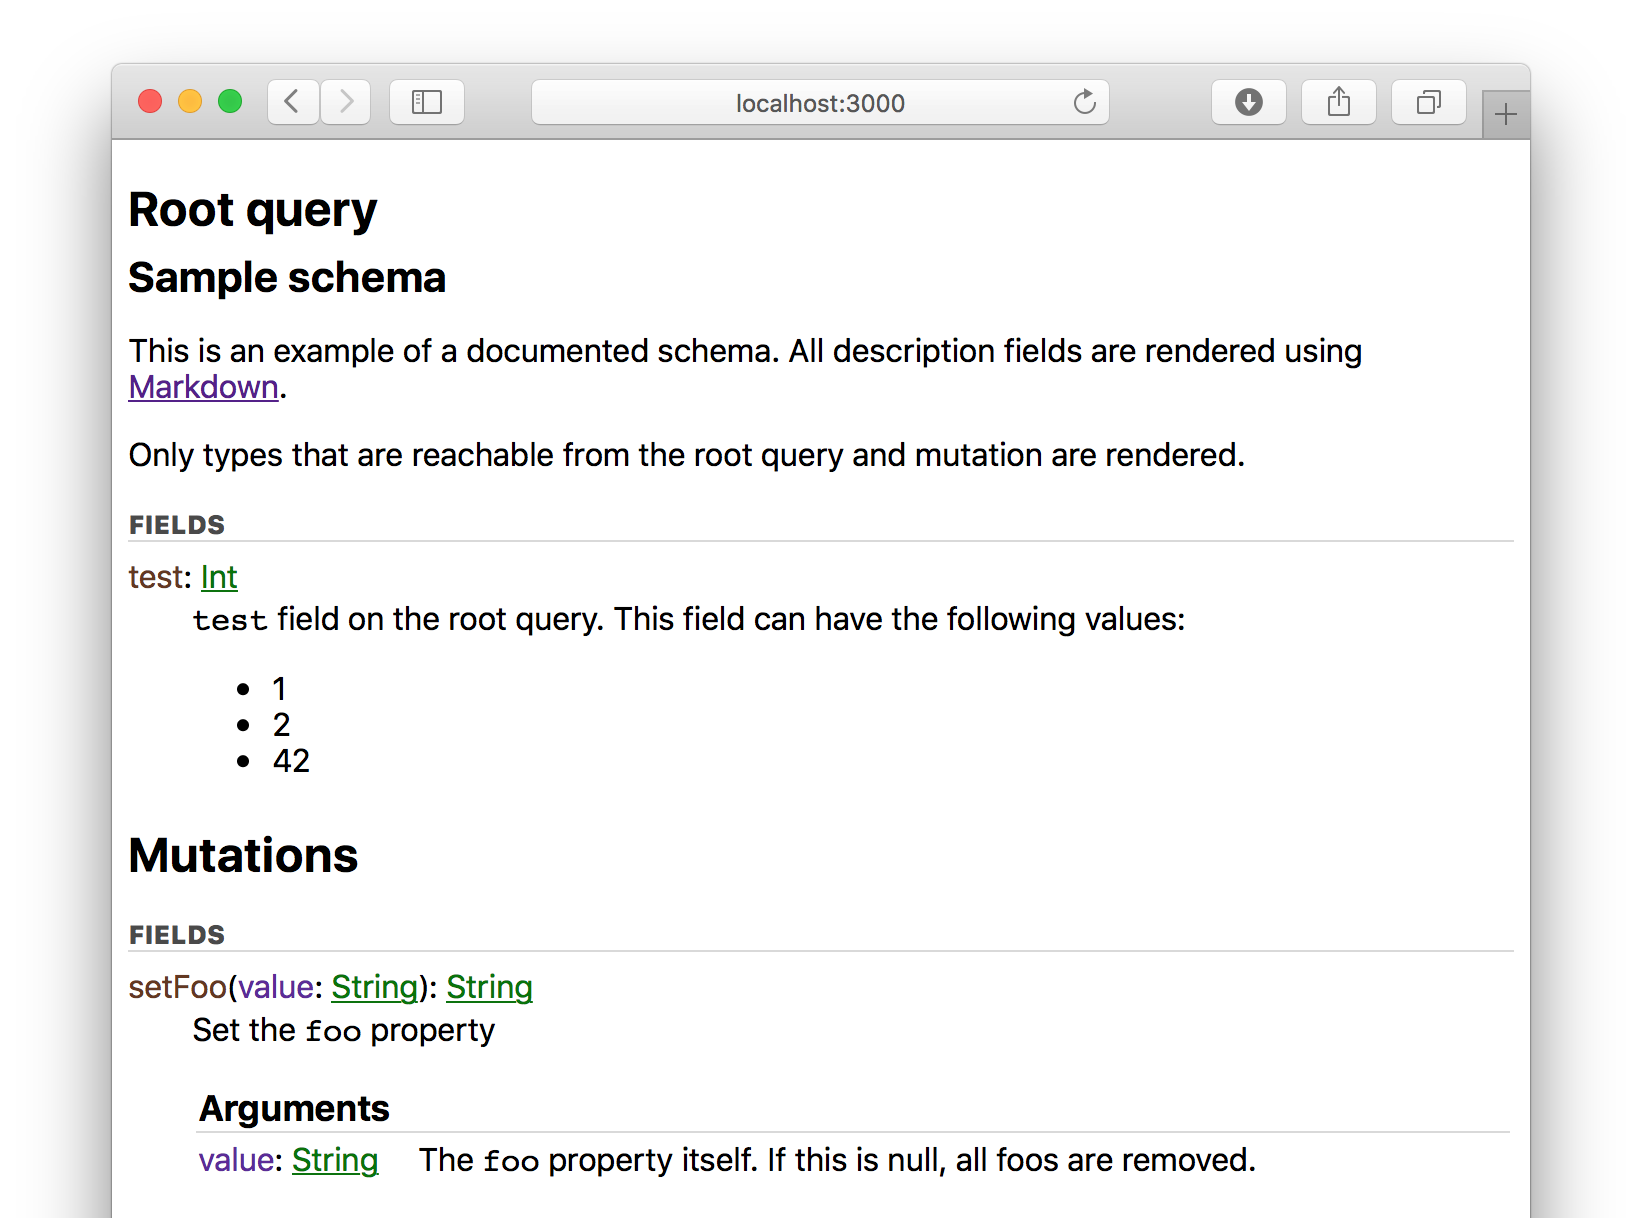 localhost:3000
Root query
Sample schema
This is an example of a documented schema. All description fields are rendered using
Markdown.
Only types that are reachable from the root query and mutation are rendered.
FIELDS
test: Int
test field on the root query. This field can have the following values:
• 1
• 2
• 42
Mutations
FIELDS
setFoo(value: String): String
Set the foo property
Arguments
value: String The foo property itself. If this is null, all foos are removed.